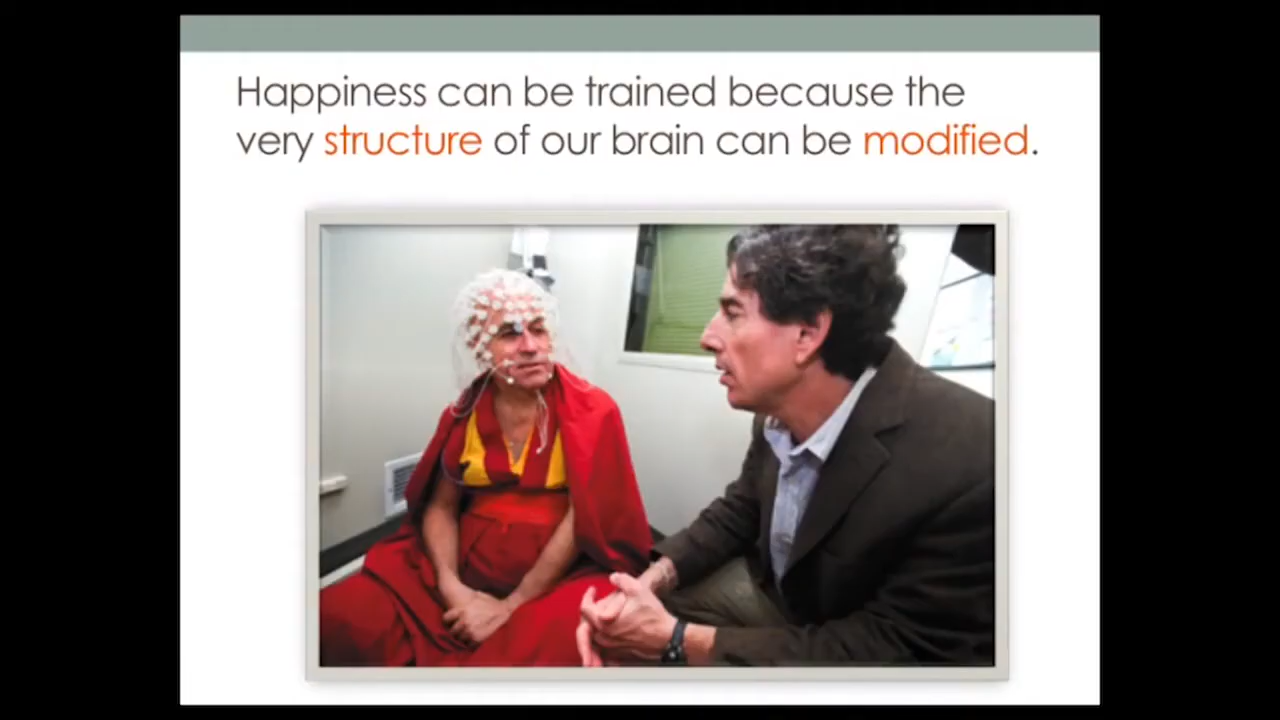 Happiness can be trained because the
very structure of our brain can be modified.